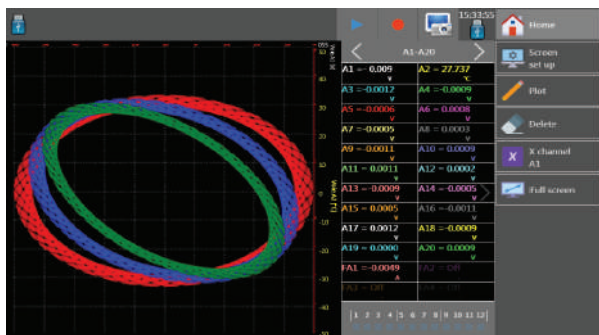 15:33:55
Home
A1-A20
Screen
set up
A1 = 0.009
V
A2 = 27.737
°C
A3 =-0.0012
V
A4 =-0.0009
V
Plot
A5 =-0.0006
V
A6 = 0.0008
V
A7 =-0.0005
V
A8 = 0.0003
V
Delete
A9 =-0.0011
V
A10 = 0.0009
V
X channel
A1
A11 = 0.0011
V
A12 = 0.0002
V
A13 =-0.0009
V
A14 =-0.0005
V
Full screen
A15 = 0.0005
V
A16 =-0.0011
V
A17 = 0.0012
V
A18 =-0.0009
V
A19 = 0.0000
V
A20 = 0.0009
V
FA1 =-0.0049
A
FA2 = Off
FA3 = Off
1 2 3 4 5 6 7 8 9 10 11 12